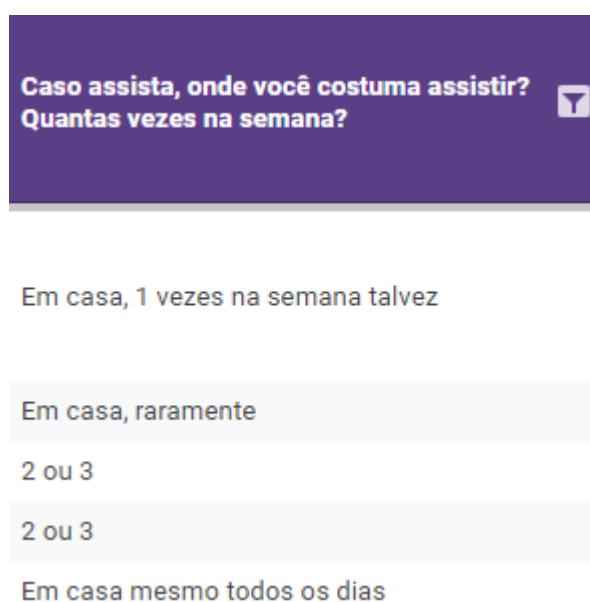 Caso assista, onde você costuma assistir?
Quantas vezes na semana?
Em casa, 1 vezes na semana talvez
Em casa, raramente
2 ou 3
2 ou 3
Em casa mesmo todos os dias